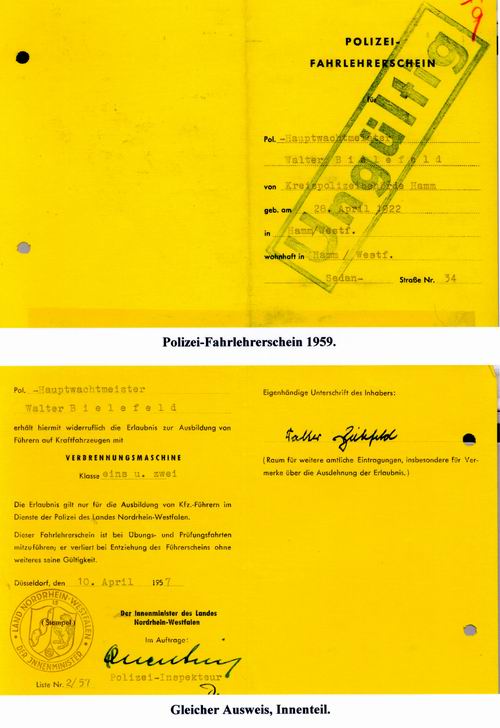 9
POLIZEI-
FAHRLEHRERSCHEIN
für
Ungültig
Pol. -Hauptwachtmeister
Walter B i e l e f e l d
von Kreispolizeibehörde Hamm
geb. am 28. April 1922
in Hamm/Westf.
wohnhaft in Hamm / Westf.
Sedan- Straße Nr. 34
Polizei-Fahrlehrerschein 1959.
Pol. -Hauptwachtmeister
Walter B i e l e f e l d
erhält hiermit widerruflich die Erlaubnis zur Ausbildung von
Führern auf Kraftfahrzeugen mit
VERBRENNUNGSMASCHINE
Klasse eins u. zwei
Die Erlaubnis gilt nur für die Ausbildung von Kfz.-Führern im
Dienste der Polizei des Landes Nordrhein-Westfalen.
Dieser Fahrlehrerschein ist bei Übungs- und Prüfungsfahrten
mitzuführen; er verliert bei Entziehung des Führerscheins ohne
weiteres seine Gültigkeit.
Düsseldorf, den 10. April 1957
Der Innenminister des Landes
Nordrhein-Westfalen
Im Auftrage:
Polizei-Inspekteur
LAND NORDRHEIN-WESTFALEN
DER INNENMINISTER
(Stempel)
Liste Nr. 2/57
Eigenhändige Unterschrift des Inhabers:
Walter Bielefeld
(Raum für weitere amtliche Eintragungen, insbesondere für Ver-
merke über die Ausdehnung der Erlaubnis.)
Gleicher Ausweis, Innenteil.